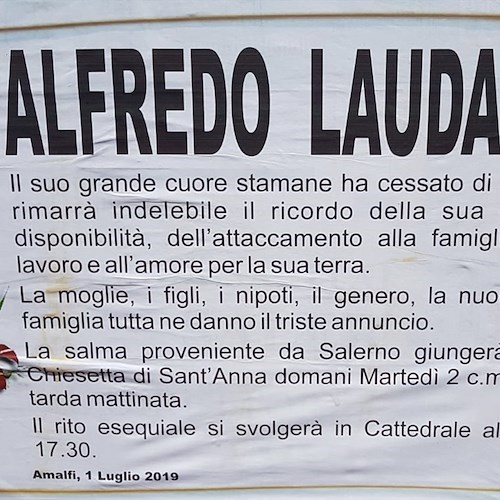 ALFREDO LAUDA
Il suo grande cuore stamane ha cessato di
rimarrà indelebile il ricordo della sua
disponibilità, dell'attaccamento alla famigl
lavoro e all'amore per la sua terra.
La moglie, i figli, i nipoti, il genero, la nuo
famiglia tutta ne danno il triste annuncio.
La salma proveniente da Salerno giungerà
Chiesetta di Sant'Anna domani Martedì 2 c.m
tarda mattinata.
Il rito esequiale si svolgerà in Cattedrale al
17.30.
Amalfi, 1 Luglio 2019